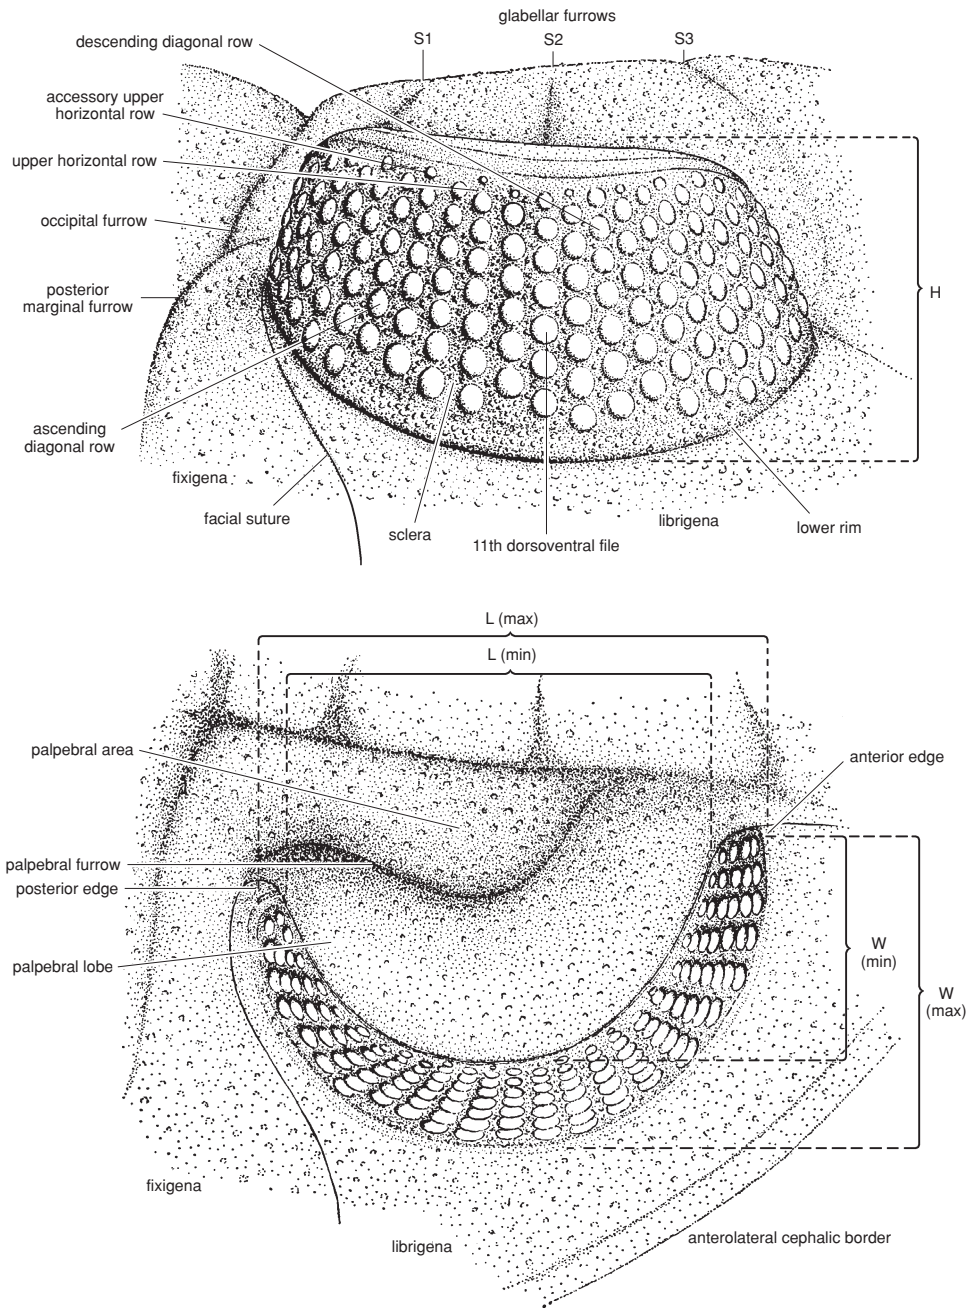 glabellar furrows
descending diagonal row
S1
S2
S3
accessory upper
horizontal row
upper horizontal row
occipital furrow
posterior
marginal furrow
H
ascending
diagonal row
fixigena
facial suture
sclera
11th dorsoventral file
librigena
lower rim
L (max)
L (min)
palpebral area
anterior edge
palpebral furrow
posterior edge
palpebral lobe
W
(min)
W
(max)
fixigena
librigena
anterolateral cephalic border